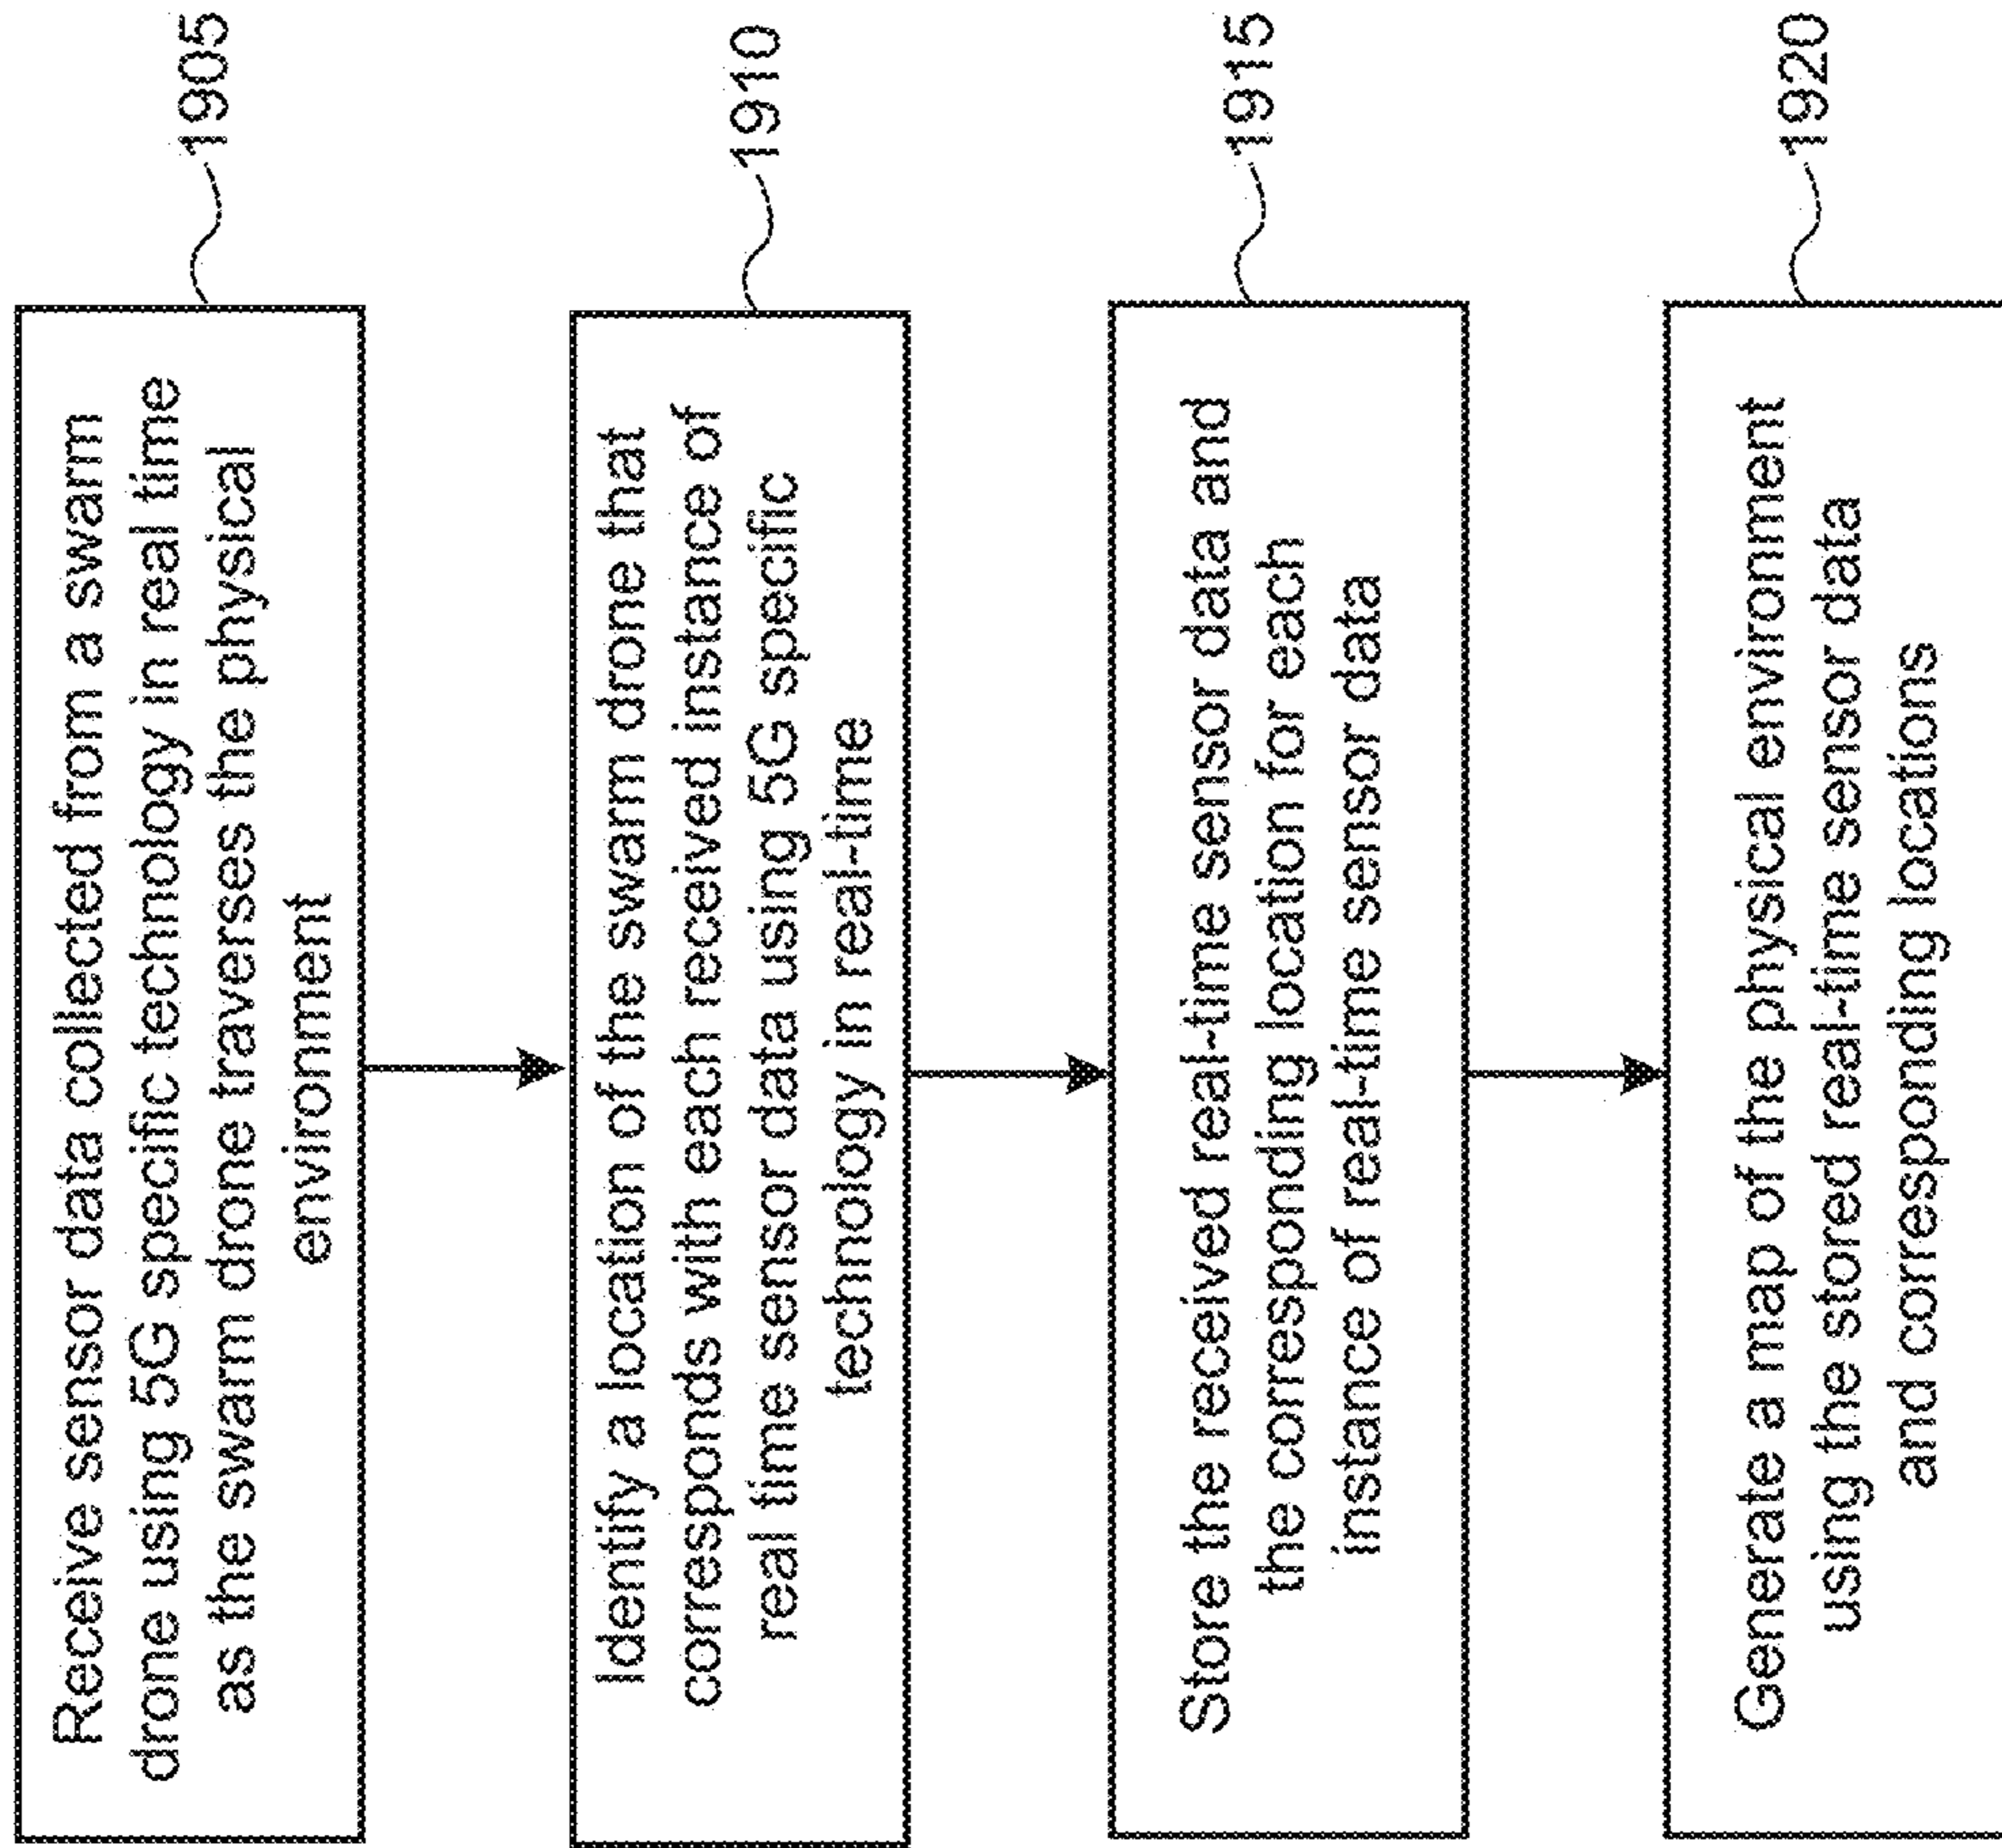 Receive sensor data collected from a swarm
drone using 5G specific technology in real time
as the swarm drone traverses the physical
environment
1905
Identify a location of the swarm drone that
corresponds with each received instance of
real time sensor data using 5G specific
technology in real-time
1910
Store the received real-time sensor data and
the corresponding location for each
instance of real-time sensor data
1915
Generate a map of the physical environment
using the stored real-time sensor data
and corresponding locations
1920